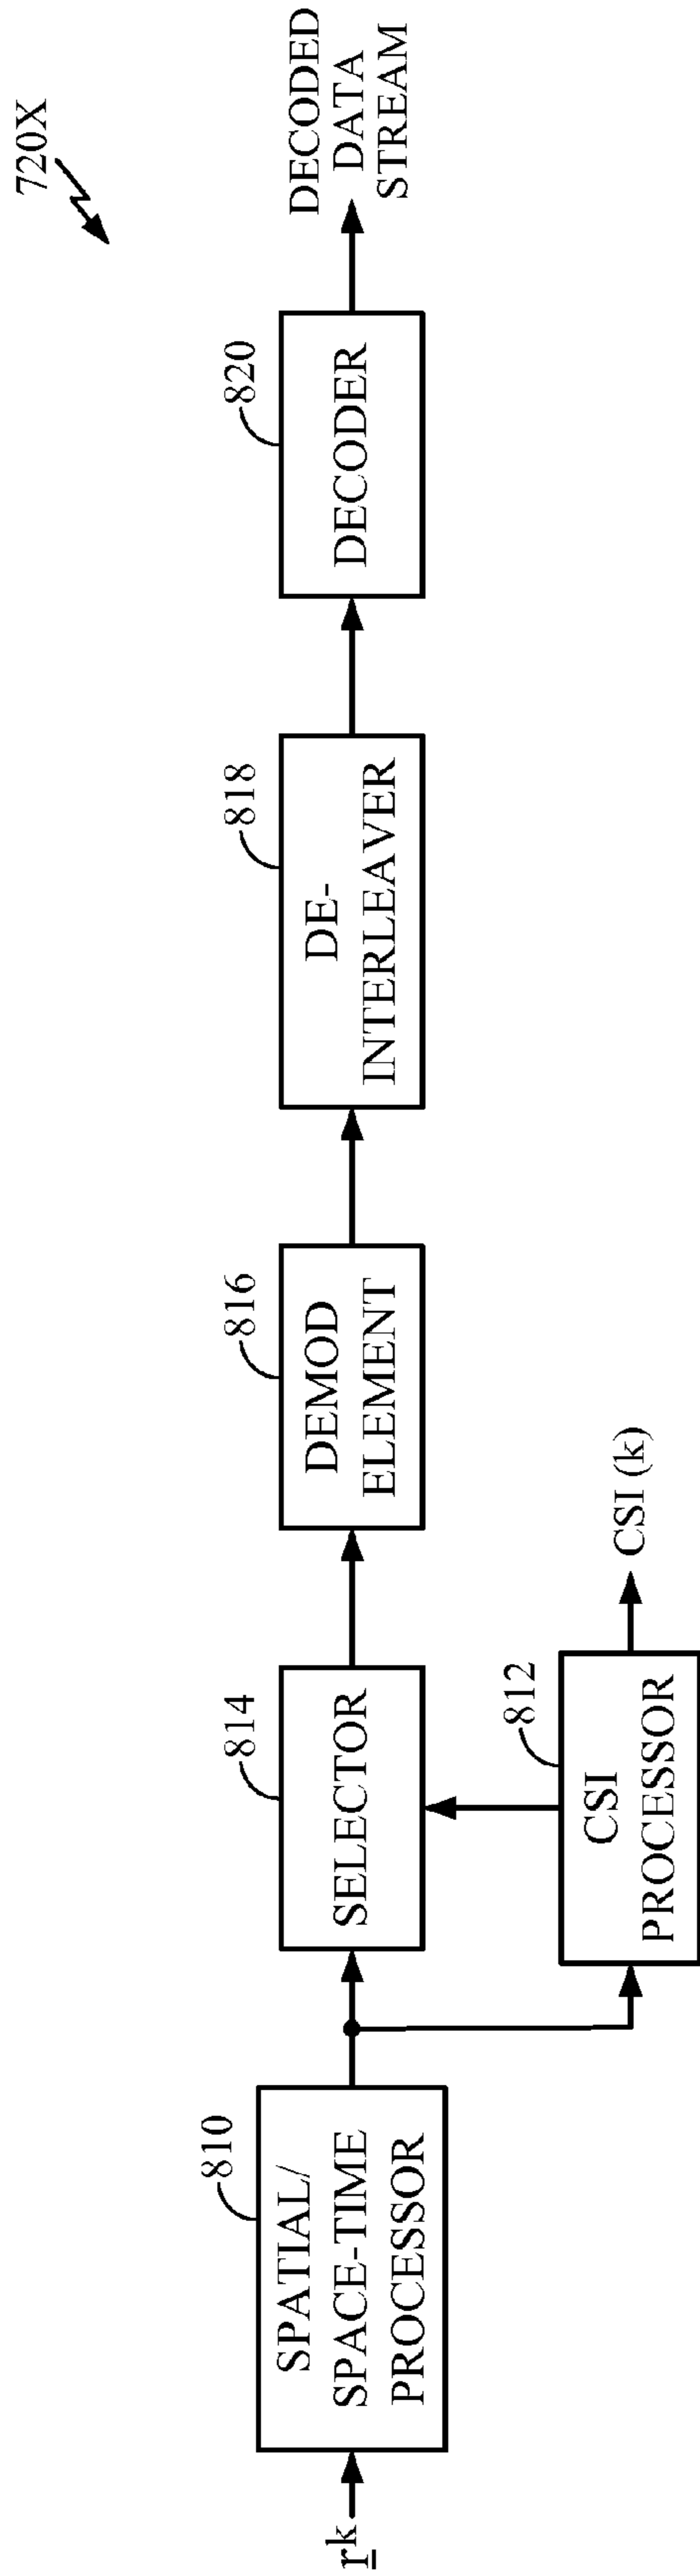 720X
810
SPATIAL/
SPACE-TIME
PROCESSOR
r^k
814
SELECTOR
812
CSI
PROCESSOR
CSI (k)
816
DEMOD
ELEMENT
818
DE-
INTERLEAVER
820
DECODER
DECODED
DATA
STREAM